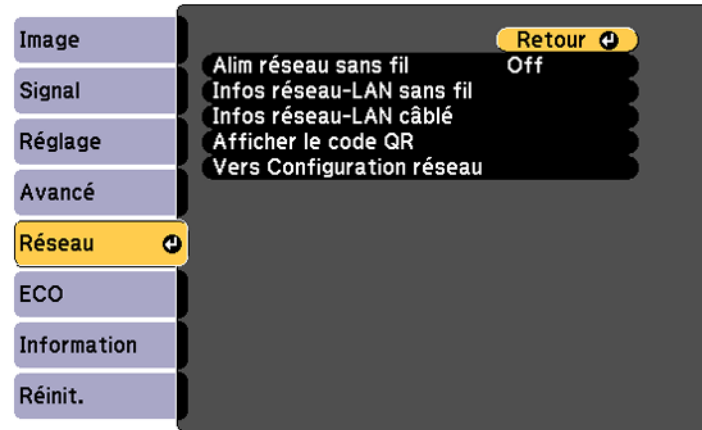 Image
Signal
Réglage
Avancé
Réseau
ECO
Information
Réinit.
Retour
Alim réseau sans fil Off
Infos réseau-LAN sans fil
Infos réseau-LAN câblé
Afficher le code QR
Vers Configuration réseau